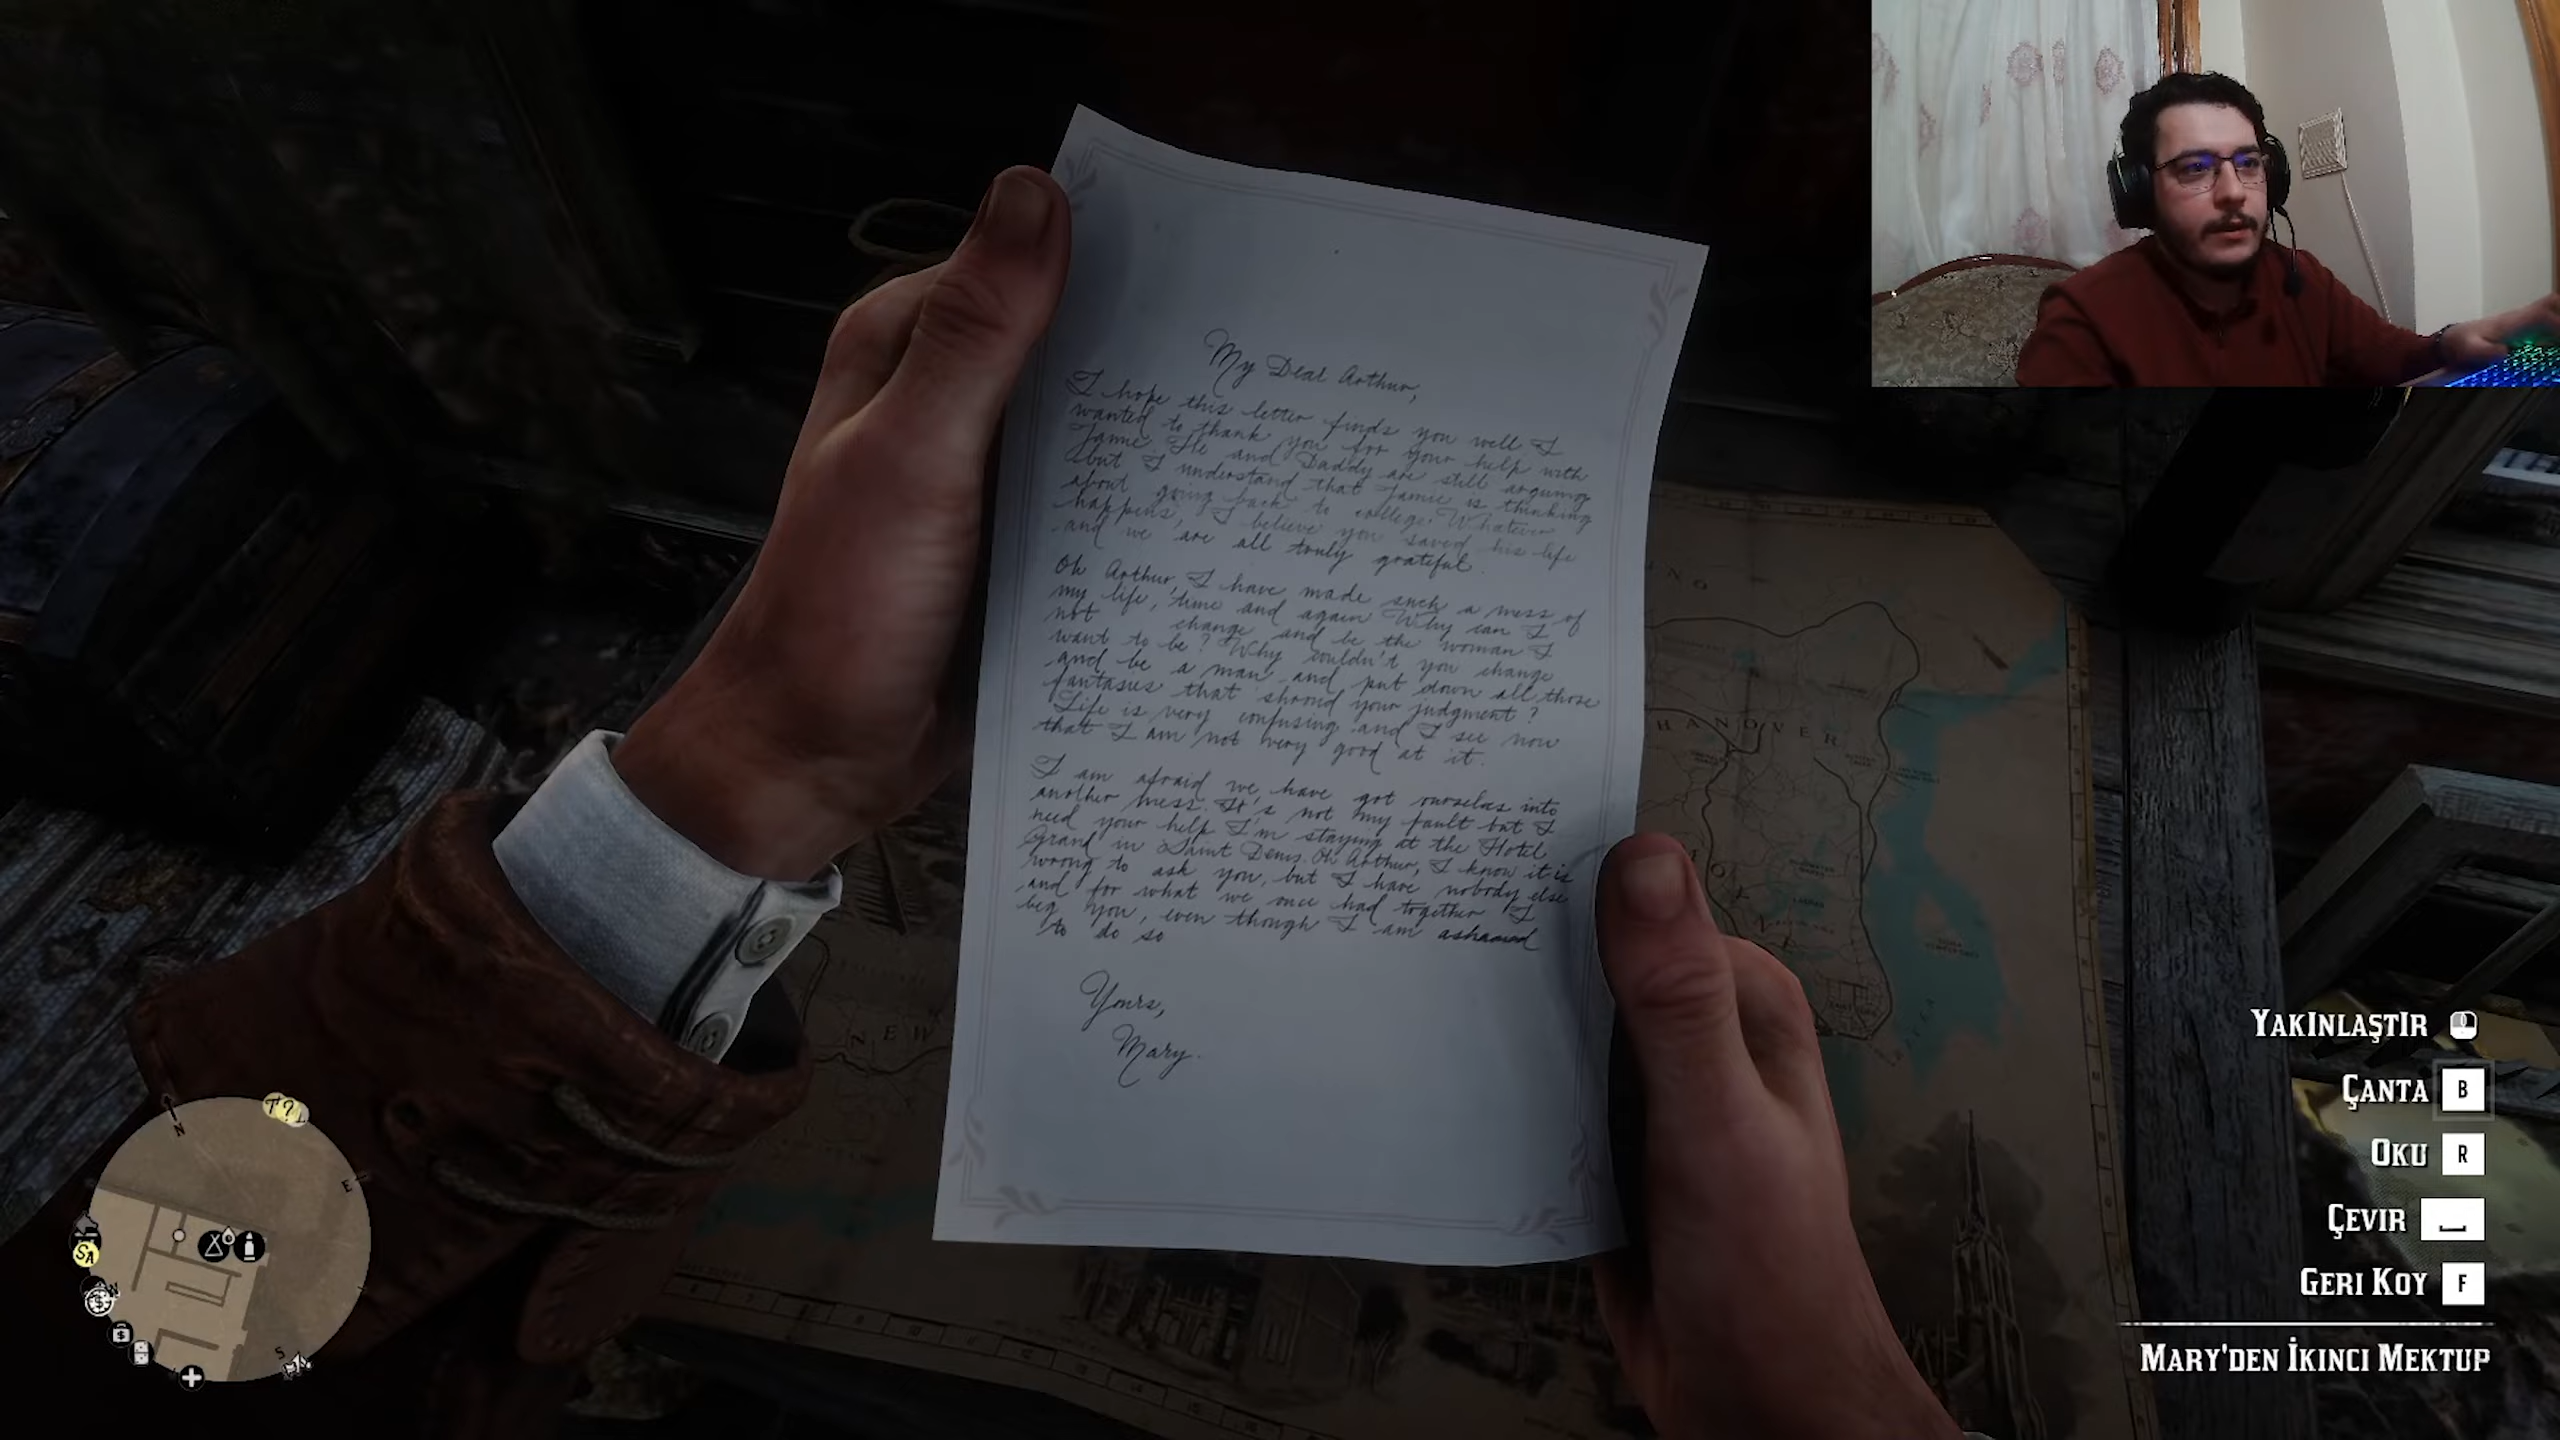 My Dear Arthur,
I hope this letter finds you well I
wanted to thank you for your help with
Jamie He and Daddy are still arguing
but I understand that Jamie is thinking
about going back to college. Whatever
happens, I believe you saved his life
and we are all truly grateful.
Oh Arthur, I have made such a mess of
my life, time and again Why can I
not change and be the woman I
want to be? Why couldn't you change
and be a man and put down all those
fantasies that shroud your judgment?
Life is very confusing and I see now
that I am not very good at it.
I am afraid we have got ourselves into
another mess. It's not my fault but I
need your help I'm staying at the Hotel
Grand in Saint Denis. Oh Arthur, I know it is
wrong to ask you, but I have nobody else
and for what we once had together I
beg you, even though I am ashamed
to do so
Yours,
Mary.
HANOVER
NEW
N
E
S
SA
YAKINLAŞTIR
ÇANTA B
OKU R
ÇEVIR
GERI KOY F
MARY'DEN İKINCI MEKTUP